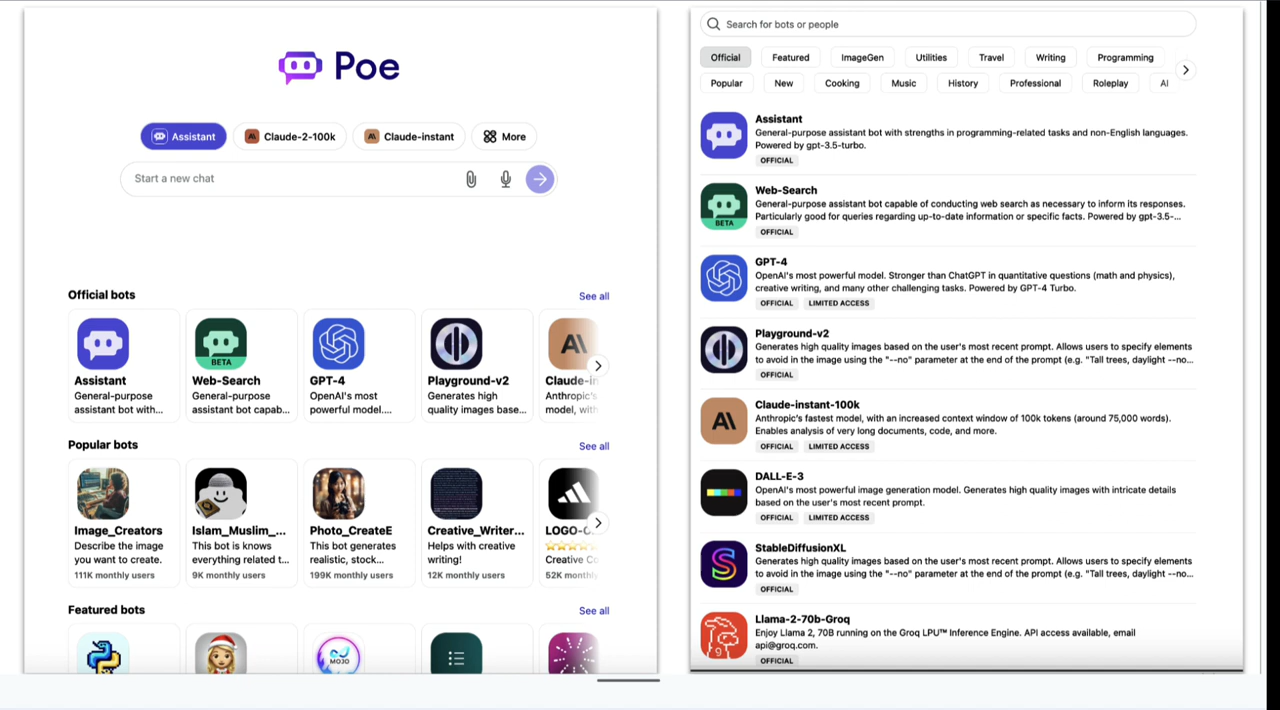 Poe
Assistant
Claude-2-100k
Claude-instant
More
Start a new chat
Official bots
See all
Assistant
General-purpose
assistant bot with...
Web-Search
General-purpose
assistant bot capab...
BETA
GPT-4
OpenAI's most
powerful model....
Playground-v2
Generates high
quality images base...
Claude-in
Anthropic's
model, with
Popular bots
See all
Image_Creators
Describe the image
you want to create.
111K monthly users
Islam_Muslim_...
This bot is knows
everything related t...
9K monthly users
Photo_CreateE
This bot generates
realistic, stock...
199K monthly users
Creative_Writer...
Helps with creative
writing!
12K monthly users
LOGO-C
Creative Co
52K monthly
Featured bots
See all
MOJO
Search for bots or people
Official
Featured
ImageGen
Utilities
Travel
Writing
Programming
Popular
New
Cooking
Music
History
Professional
Roleplay
AI
Assistant
General-purpose assistant bot with strengths in programming-related tasks and non-English languages.
Powered by gpt-3.5-turbo.
OFFICIAL
BETA
Web-Search
General-purpose assistant bot capable of conducting web search as necessary to inform its responses.
Particularly good for queries regarding up-to-date information or specific facts. Powered by gpt-3.5-...
OFFICIAL
GPT-4
OpenAI's most powerful model. Stronger than ChatGPT in quantitative questions (math and physics),
creative writing, and many other challenging tasks. Powered by GPT-4 Turbo.
OFFICIAL LIMITED ACCESS
Playground-v2
Generates high quality images based on the user's most recent prompt. Allows users to specify elements
to avoid in the image using the "--no" parameter at the end of the prompt (e.g. "Tall trees, daylight --no...
OFFICIAL
Claude-instant-100k
Anthropic's fastest model, with an increased context window of 100k tokens (around 75,000 words).
Enables analysis of very long documents, code, and more.
OFFICIAL LIMITED ACCESS
DALL-E-3
OpenAI's most powerful image generation model. Generates high quality images with intricate details
based on the user's most recent prompt.
OFFICIAL LIMITED ACCESS
StableDiffusionXL
Generates high quality images based on the user's most recent prompt. Allows users to specify elements
to avoid in the image using the "--no" parameter at the end of the prompt (e.g. "Tall trees, daylight --no...
OFFICIAL
Llama-2-70b-Groq
Enjoy Llama 2, 70B running on the Groq LPU™ Inference Engine. API access available, email
api@groq.com.
OFFICIAL